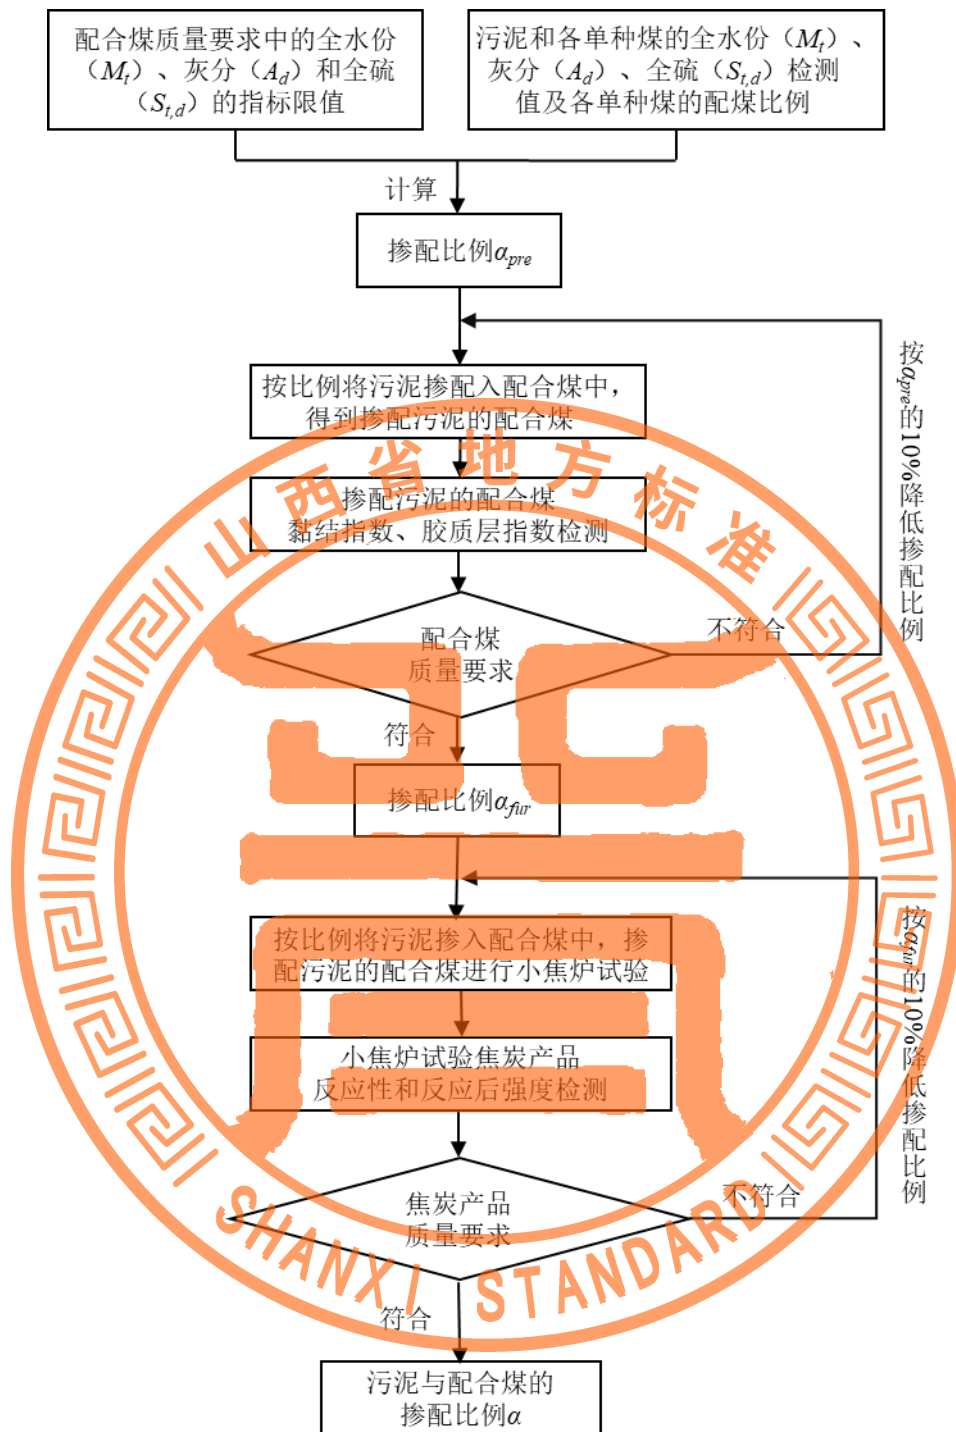 配合煤质量要求中的全水份
（Mt）、灰分（Ad）和全硫
（St,d）的指标限值
污泥和各单种煤的全水份（Mt）、
灰分（Ad）、全硫（St,d）检测
值及各单种煤的配煤比例
计算
掺配比例αpre
按比例将污泥掺配入配合煤中，
得到掺配污泥的配合煤
掺配污泥的配合煤
黏结指数、胶质层指数检测
配合煤
质量要求
不符合
按αpre的10%降低掺配比例
符合
掺配比例αfur
按比例将污泥掺入配合煤中，掺
配污泥的配合煤进行小焦炉试验
小焦炉试验焦炭产品
反应性和反应后强度检测
焦炭产品
质量要求
不符合
按αfur的10%降低掺配比例
符合
污泥与配合煤的
掺配比例α
山西省地方标准
SHANXI STANDARD